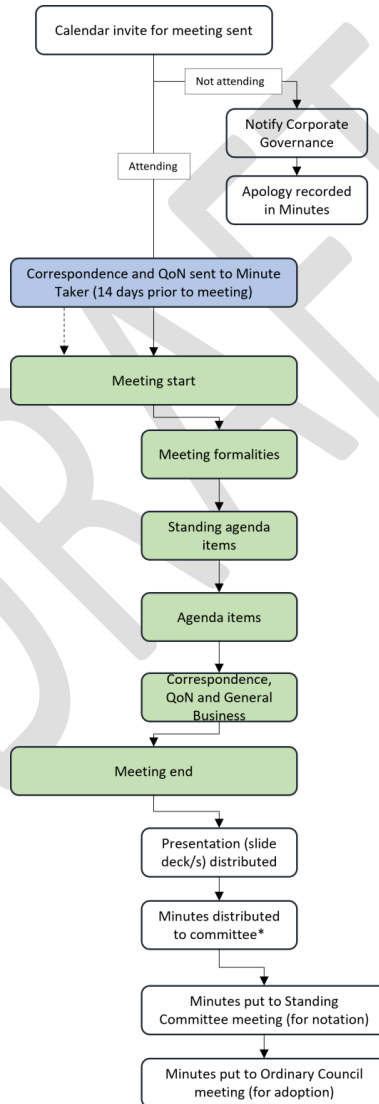 Calendar invite for meeting sent
Not attending
Notify Corporate
Governance
Attending
Apology recorded
in Minutes
Correspondence and QoN sent to Minute
Taker (14 days prior to meeting)
Meeting start
Meeting formalities
Standing agenda
items
Agenda items
Correspondence,
QoN and General
Business
Meeting end
Presentation (slide
deck/s) distributed
Minutes distributed
to committee*
Minutes put to Standing
Committee meeting (for notation)
Minutes put to Ordinary Council
meeting (for adoption)
DRAFT